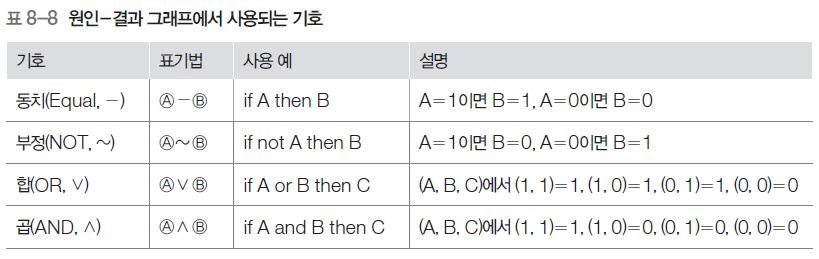 표 8-8 원인-결과 그래프에서 사용되는 기호
기호 표기법 사용 예 설명
동치(Equal, −) Ⓐ−Ⓑ if A then B A=1이면 B=1, A=0이면 B=0
부정(NOT, ~) Ⓐ~Ⓑ if not A then B A=1이면 B=0, A=0이면 B=1
합(OR, ∨) Ⓐ∨Ⓑ if A or B then C (A, B, C)에서 (1, 1)=1, (1, 0)=1, (0, 1)=1, (0, 0)=0
곱(AND, ∧) Ⓐ∧Ⓑ if A and B then C (A, B, C)에서 (1, 1)=1, (1, 0)=0, (0, 1)=0, (0, 0)=0